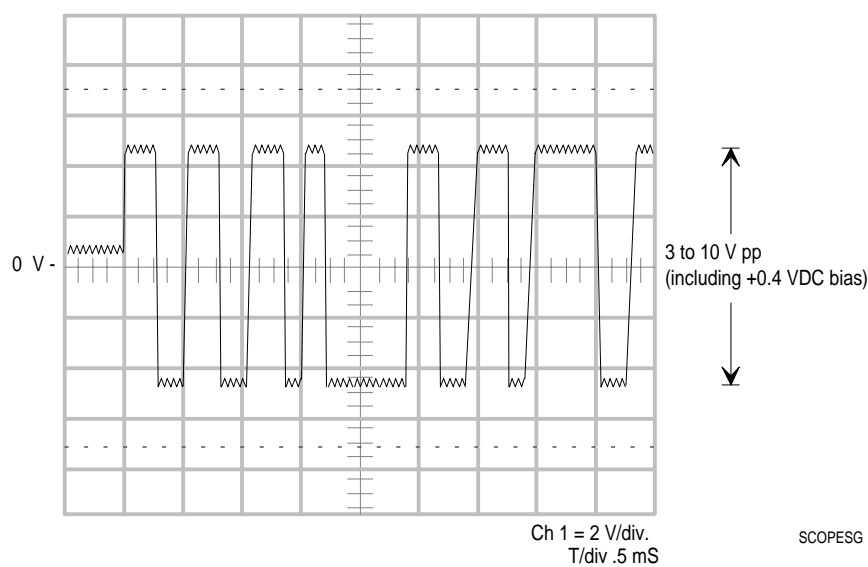 0 V -
3 to 10 V pp
(including +0.4 VDC bias)
Ch 1 = 2 V/div.
T/div .5 mS
SCOPESG